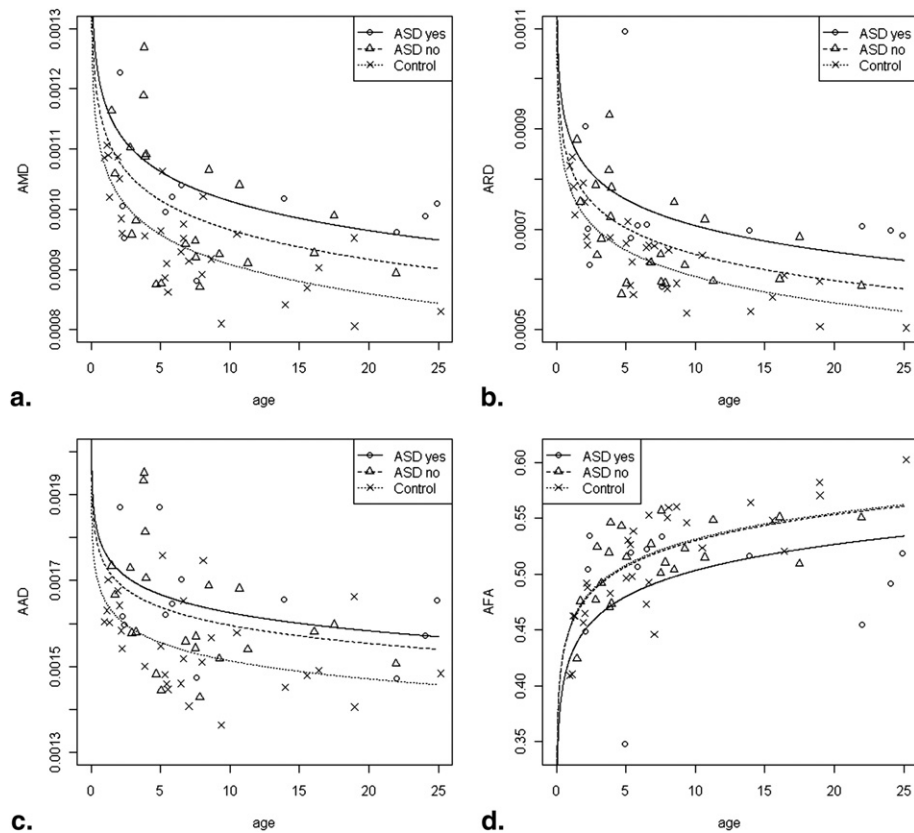 ASD yes
ASD no
Control
0.0013
0.0012
0.0011
0.0010
0.0009
0.0008
AMD
0 5 10 15 20 25
age
a.
ASD yes
ASD no
Control
0.0011
0.0009
0.0007
0.0005
ARD
0 5 10 15 20 25
age
b.
ASD yes
ASD no
Control
0.0019
0.0017
0.0015
0.0013
AAD
0 5 10 15 20 25
age
c.
ASD yes
ASD no
Control
0.60
0.55
0.50
0.45
0.40
0.35
AFA
0 5 10 15 20 25
age
d.